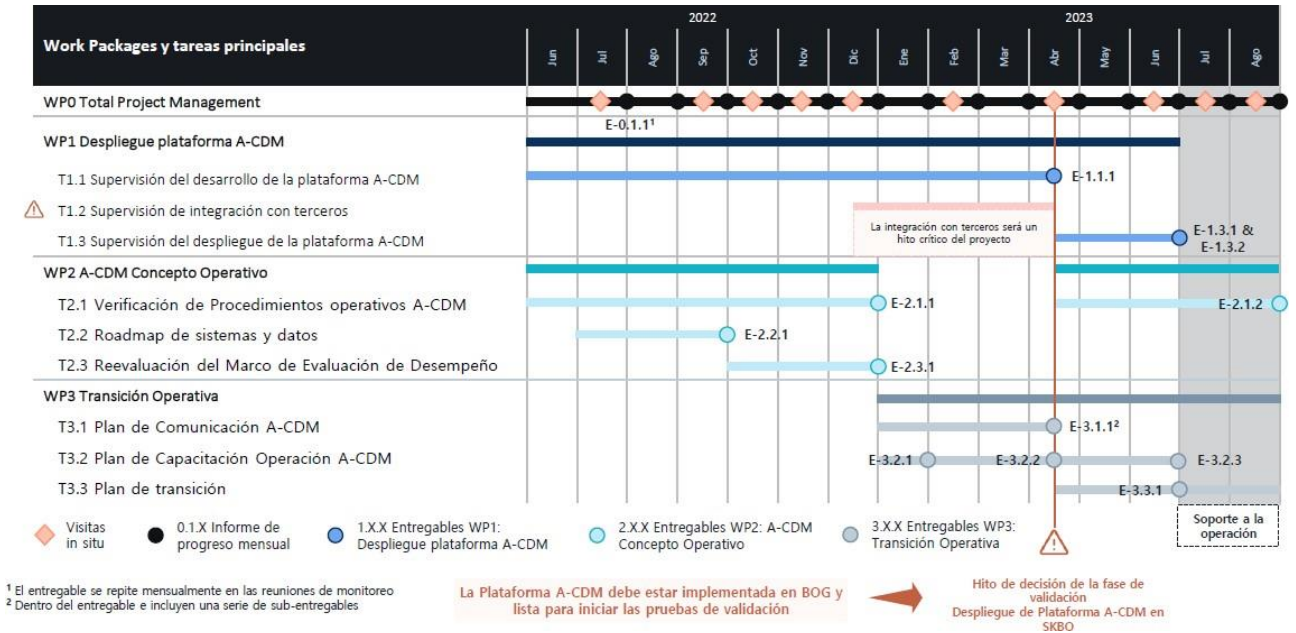 2022
2023
Work Packages y tareas principales
Jun
Jul
Ago
Sep
Oct
Nov
Dic
Ene
Feb
Mar
Abr
May
Jun
Jul
Ago
WP0 Total Project Management
E-0.1.1¹
WP1 Despliegue plataforma A-CDM
T1.1 Supervisión del desarrollo de la plataforma A-CDM
E-1.1.1
T1.2 Supervisión de integración con terceros
La integración con terceros será un
hito crítico del proyecto
T1.3 Supervisión del despliegue de la plataforma A-CDM
E-1.3.1 &
E-1.3.2
WP2 A-CDM Concepto Operativo
T2.1 Verificación de Procedimientos operativos A-CDM
E-2.1.1
E-2.1.2
T2.2 Roadmap de sistemas y datos
E-2.2.1
T2.3 Reevaluación del Marco de Evaluación de Desempeño
E-2.3.1
WP3 Transición Operativa
T3.1 Plan de Comunicación A-CDM
E-3.1.1²
T3.2 Plan de Capacitación Operación A-CDM
E-3.2.1
E-3.2.2
E-3.2.3
T3.3 Plan de transición
E-3.3.1
Visitas
in situ
0.1.X Informe de
progreso mensual
1.X.X Entregables WP1:
Despliegue plataforma A-CDM
2.X.X Entregables WP2: A-CDM
Concepto Operativo
3.X.X Entregables WP3:
Transición Operativa
Soporte a la
operación
¹ El entregable se repite mensualmente en las reuniones de monitoreo
² Dentro del entregable e incluyen una serie de sub-entregables
La Plataforma A-CDM debe estar implementada en BOG y
lista para iniciar las pruebas de validación
Hito de decisión de la fase de
validación
Despliegue de Plataforma A-CDM en
SKBO